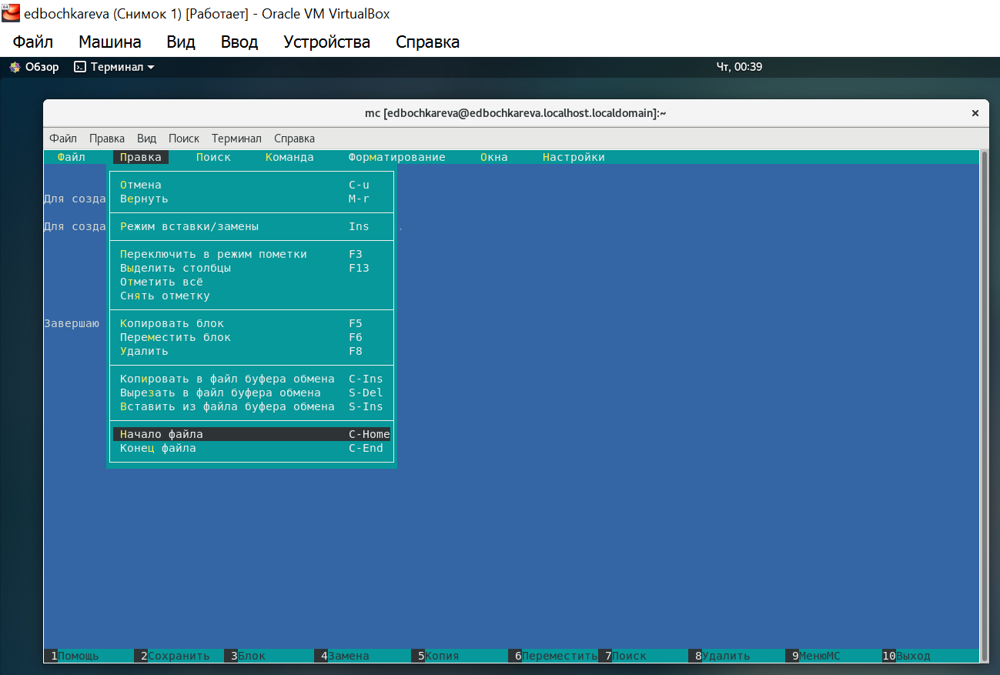 edbochkareva (Снимок 1) [Работает] - Oracle VM VirtualBox
Файл Машина Вид Ввод Устройства Справка
Обзор Терминал Чт, 00:39
mc [edbochkareva@edbochkareva.localhost.localdomain]:~ ×
Файл Правка Вид Поиск Терминал Справка
Файл Правка Поиск Команда Форматирование Окна Настройки
Отмена C-u
Для созда Вернуть M-r
Для созда Режим вставки/замены Ins .
Переключить в режим пометки F3
Выделить столбцы F13
Отметить всё
Снять отметку
Завершаю Копировать блок F5
Переместить блок F6
Удалить F8
Копировать в файл буфера обмена C-Ins
Вырезать в файл буфера обмена S-Del
Вставить из файла буфера обмена S-Ins
Начало файла C-Home
Конец файла C-End
1Помощь 2Сохранить 3Блок 4Замена 5Копия 6Переместить 7Поиск 8Удалить 9МенюMC 10Выход